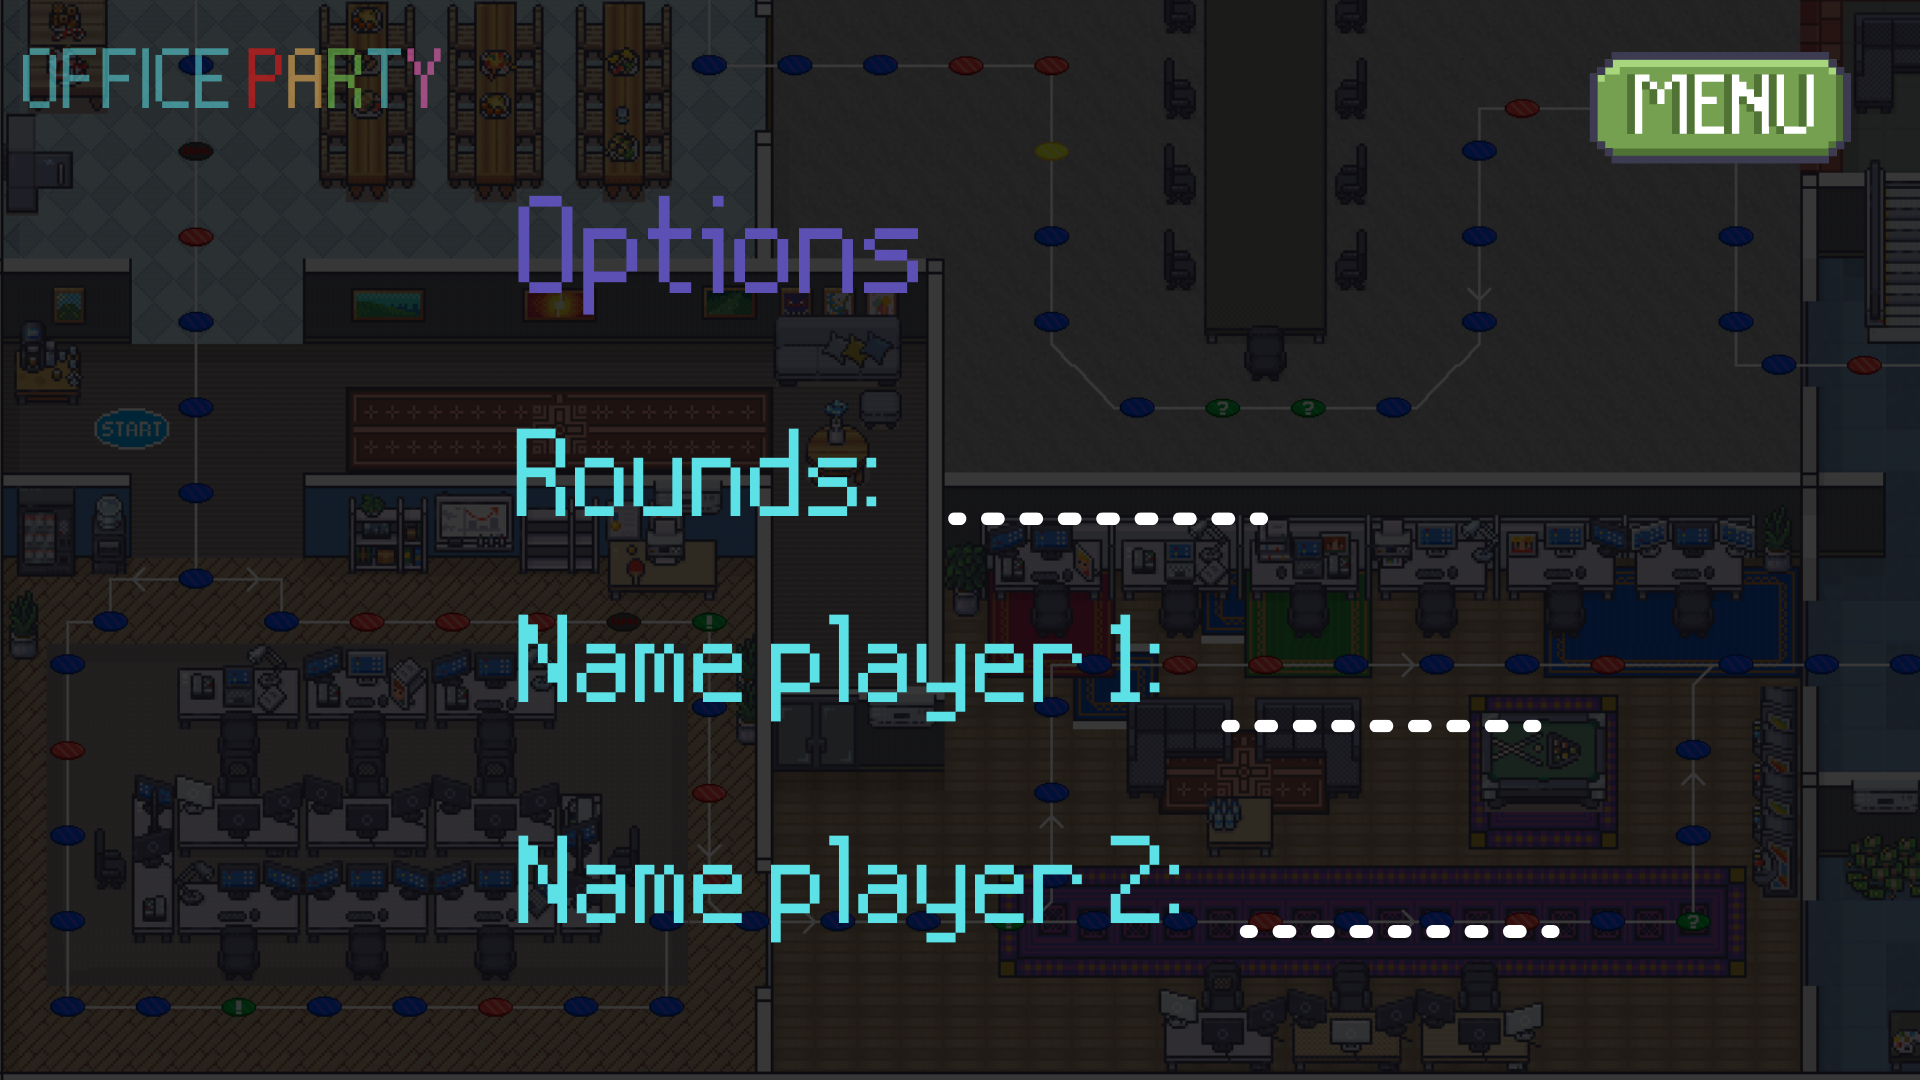 OFFICE PARTY
MENU
Options
START
Rounds:
Name player 1:
Name player 2:
?
?
!
?
!